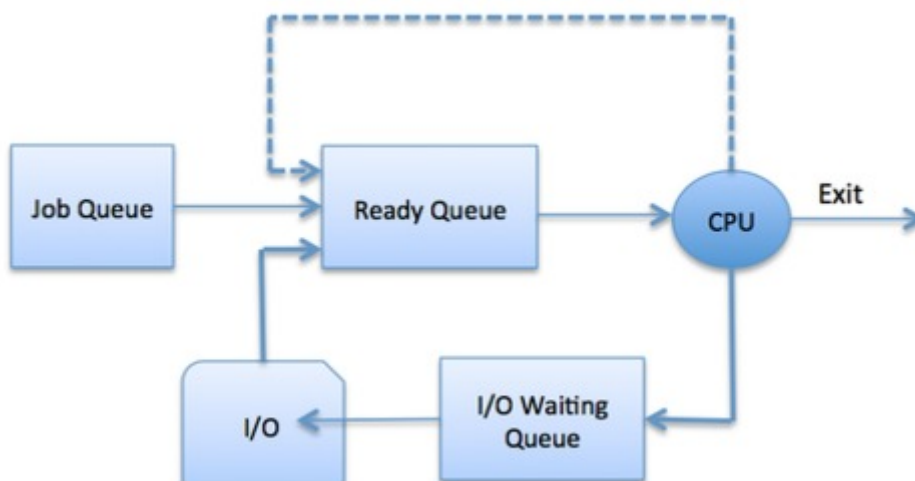 Job Queue
Ready Queue
CPU
Exit
I/O
I/O Waiting
Queue